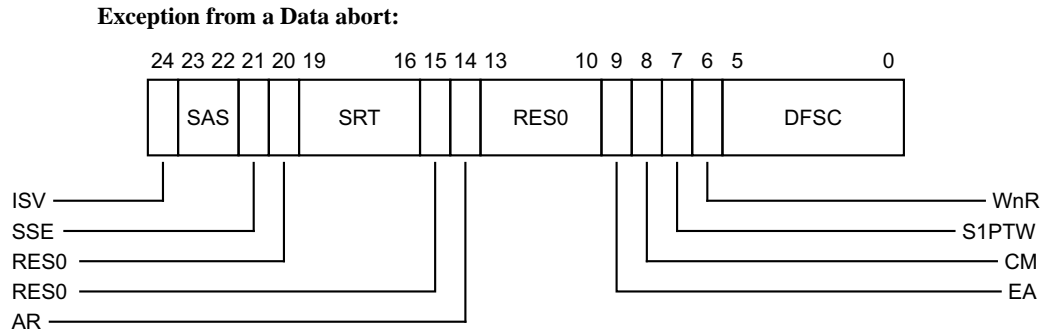 Exception from a Data abort:
24 23 22 21 20 19 16 15 14 13 10 9 8 7 6 5 0
SAS SRT RES0 DFSC
ISV WnR
SSE S1PTW
RES0 CM
RES0 EA
AR